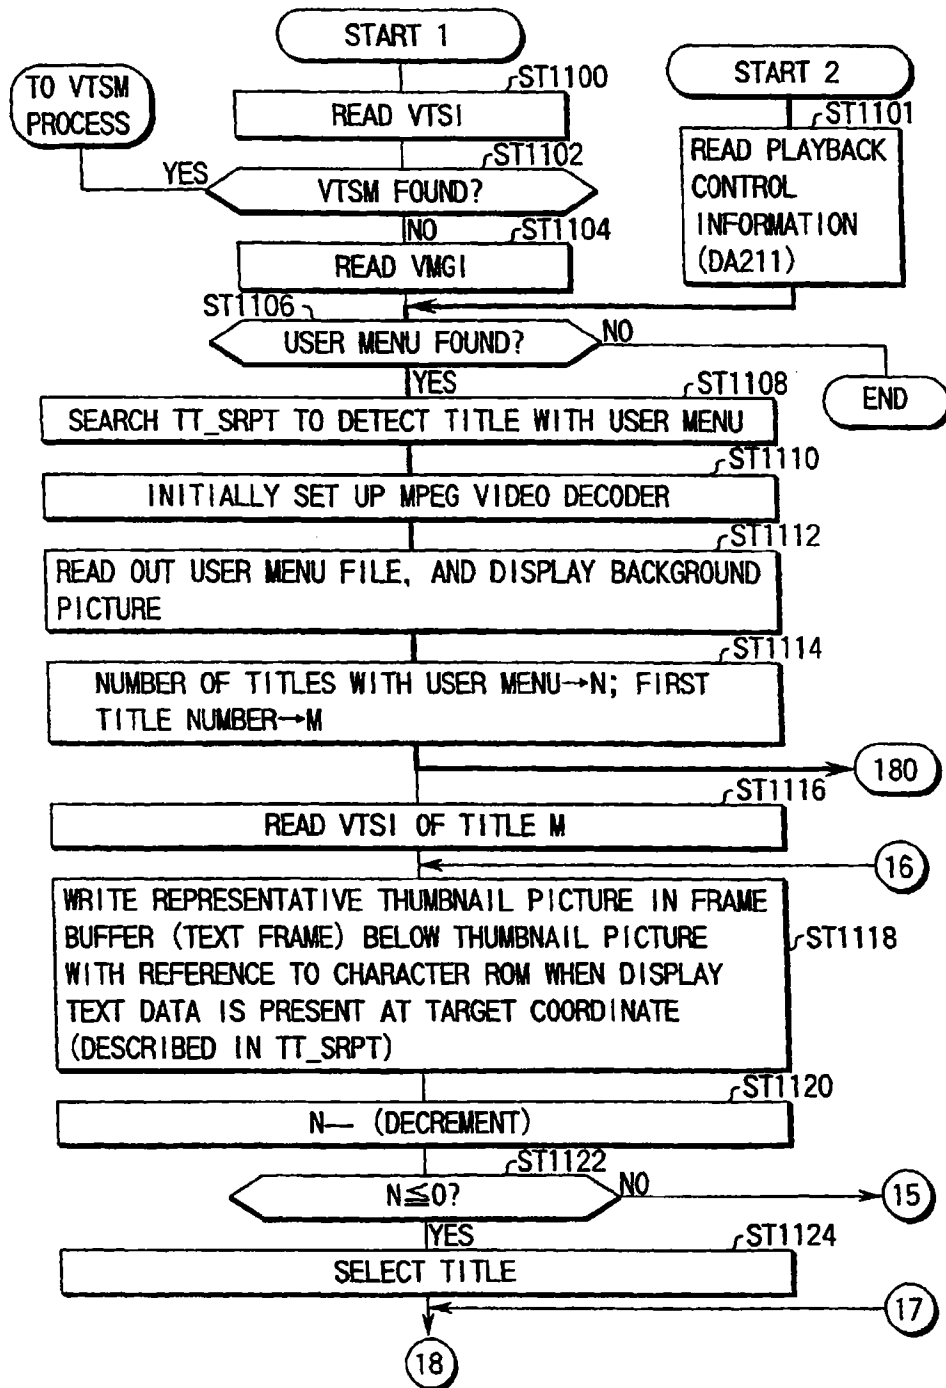 START 1
START 2
TO VTSM
PROCESS
ST1100
READ VTSI
ST1101
READ PLAYBACK
CONTROL
INFORMATION
(DA211)
ST1102
YES
VTSM FOUND?
NO
ST1104
READ VMGI
ST1106
USER MENU FOUND?
NO
END
YES
ST1108
SEARCH TT_SRPT TO DETECT TITLE WITH USER MENU
ST1110
INITIALLY SET UP MPEG VIDEO DECODER
ST1112
READ OUT USER MENU FILE, AND DISPLAY BACKGROUND
PICTURE
ST1114
NUMBER OF TITLES WITH USER MENU→N; FIRST
TITLE NUMBER→M
180
ST1116
READ VTSI OF TITLE M
16
WRITE REPRESENTATIVE THUMBNAIL PICTURE IN FRAME
BUFFER (TEXT FRAME) BELOW THUMBNAIL PICTURE
WITH REFERENCE TO CHARACTER ROM WHEN DISPLAY
TEXT DATA IS PRESENT AT TARGET COORDINATE
(DESCRIBED IN TT_SRPT)
ST1118
ST1120
N— (DECREMENT)
ST1122
N≦0?
NO
15
YES
ST1124
SELECT TITLE
17
18